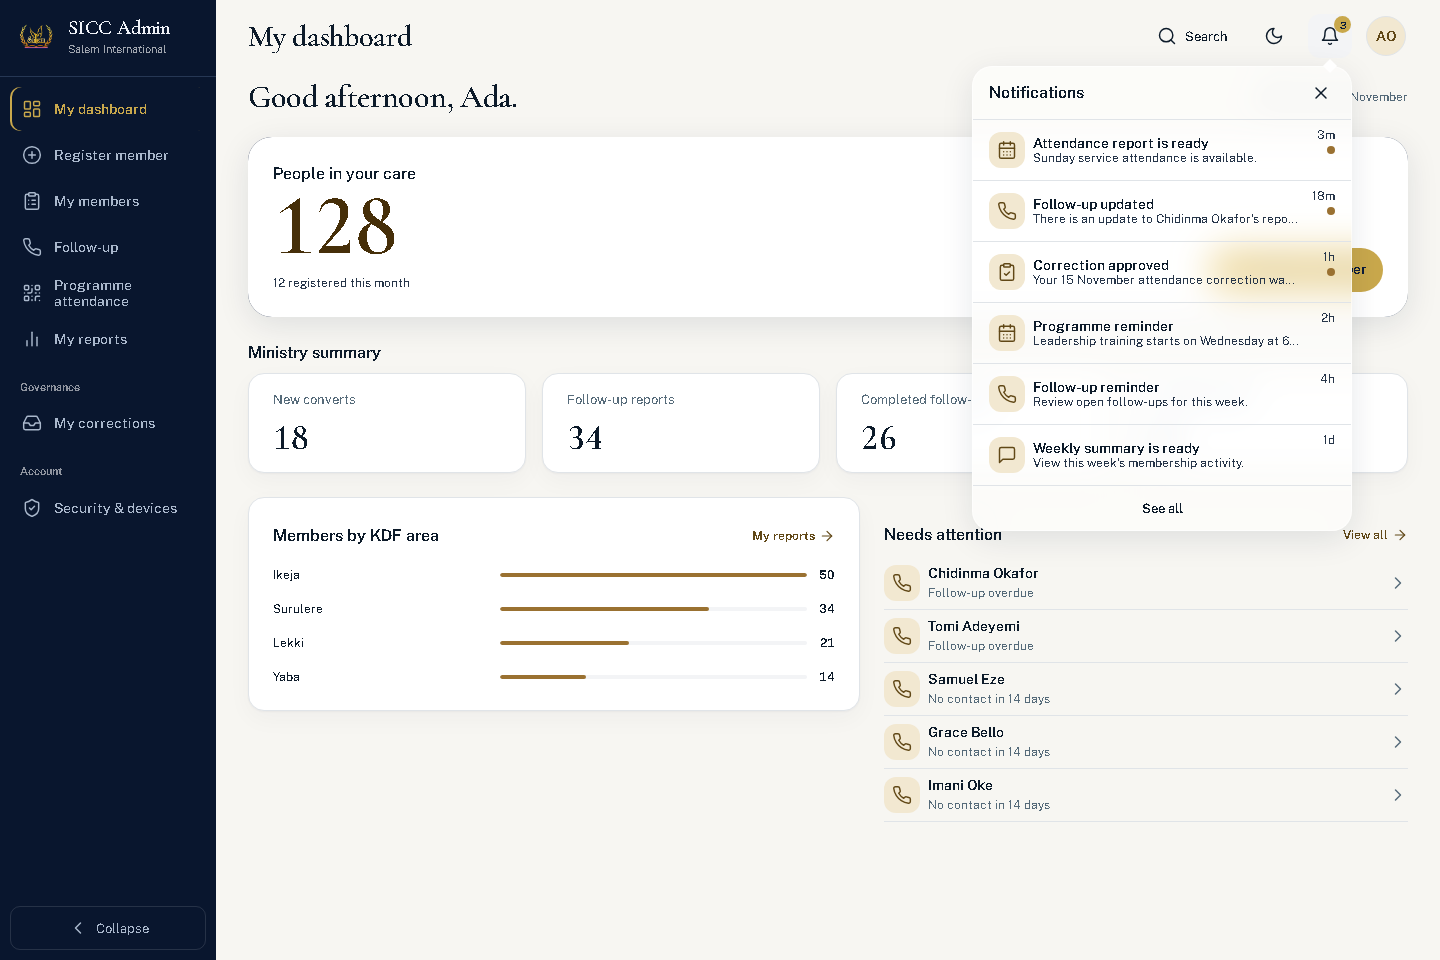 SICC Admin
Salem International
My dashboard
Register member
My members
Follow-up
Programme
attendance
My reports
Governance
My corrections
Account
Security & devices
Collapse
My dashboard
Search
3
AO
Good afternoon, Ada.
November
People in your care
128
12 registered this month
Ministry summary
New converts
18
Follow-up reports
34
Completed follow-
26
Notifications
Attendance report is ready
3m
Sunday service attendance is available.
Follow-up updated
18m
There is an update to Chidinma Okafor's repo...
Correction approved
1h
Your 15 November attendance correction wa...
Programme reminder
2h
Leadership training starts on Wednesday at 6...
Follow-up reminder
4h
Review open follow-ups for this week.
Weekly summary is ready
1d
View this week's membership activity.
See all
Members by KDF area
My reports
Ikeja
50
Surulere
34
Lekki
21
Yaba
14
Needs attention
View all
Chidinma Okafor
Follow-up overdue
Tomi Adeyemi
Follow-up overdue
Samuel Eze
No contact in 14 days
Grace Bello
No contact in 14 days
Imani Oke
No contact in 14 days